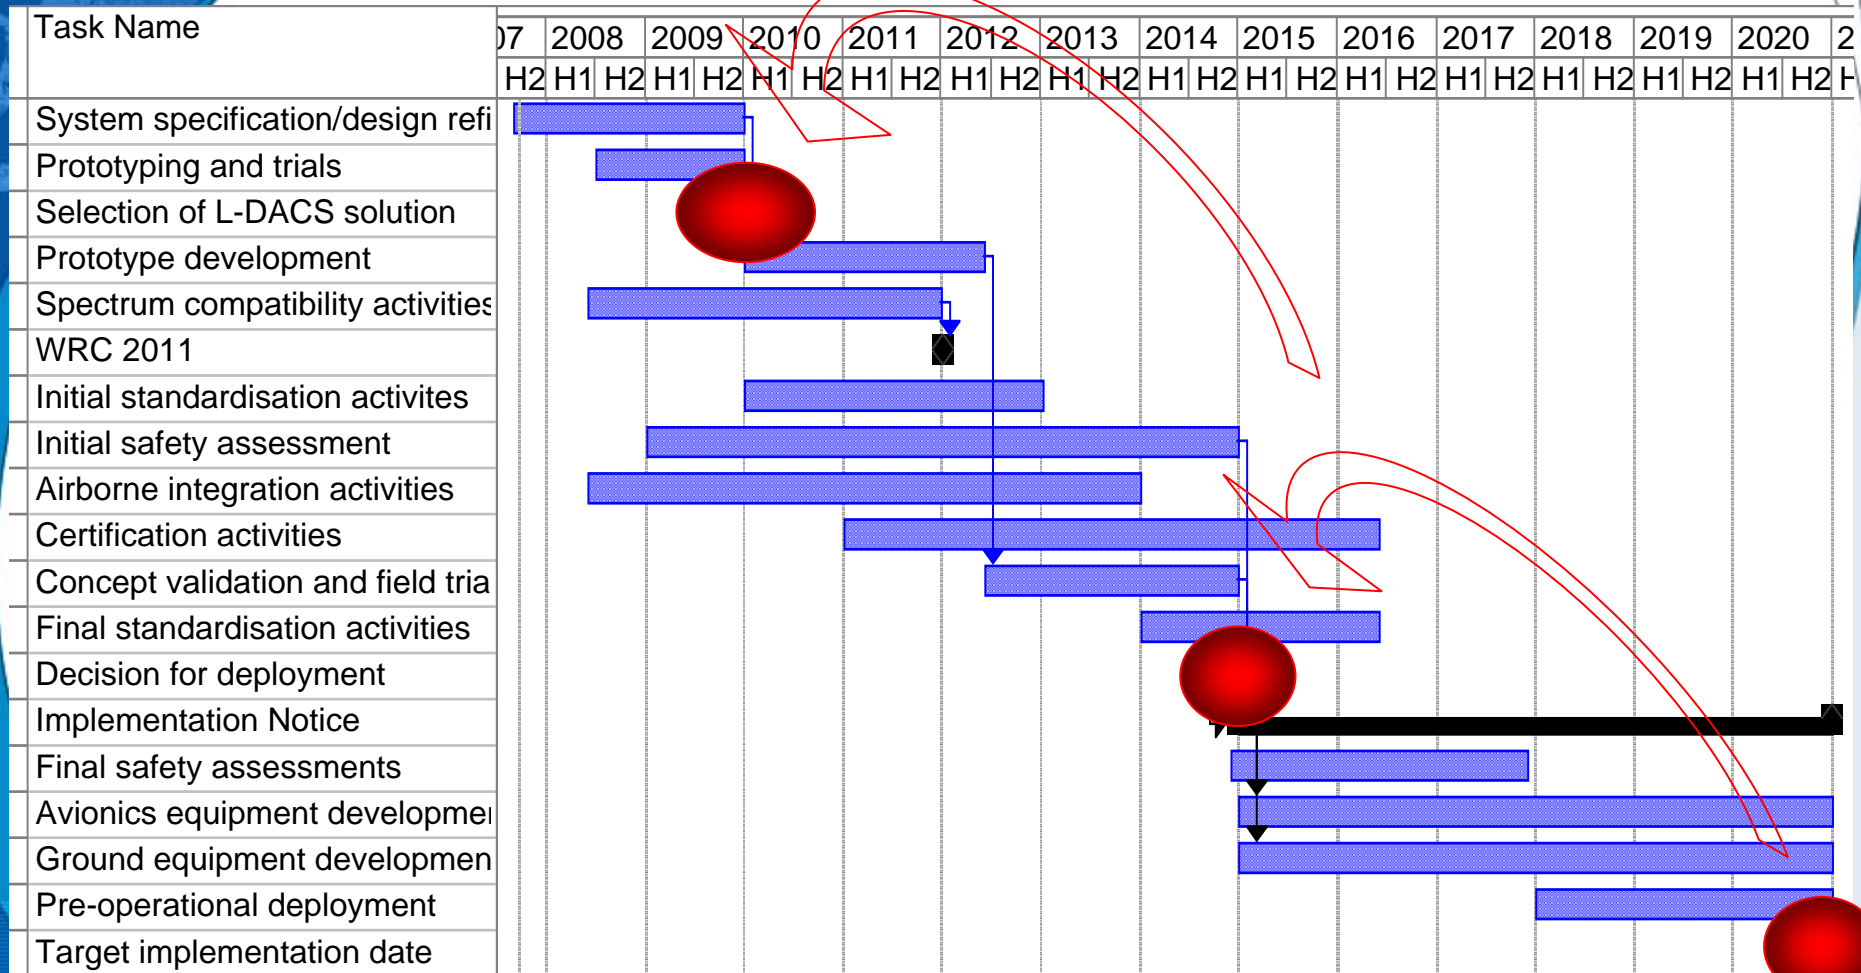 Task Name
07 2008 2009 2010 2011 2012 2013 2014 2015 2016 2017 2018 2019 2020 2
H2 H1 H2 H1 H2 H1 H2 H1 H2 H1 H2 H1 H2 H1 H2 H1 H2 H1 H2 H1 H2 H1 H2 H1 H2 H1 H2 H
System specification/design refi
Prototyping and trials
Selection of L-DACS solution
Prototype development
Spectrum compatibility activities
WRC 2011
Initial standardisation activites
Initial safety assessment
Airborne integration activities
Certification activities
Concept validation and field tria
Final standardisation activities
Decision for deployment
Implementation Notice
Final safety assessments
Avionics equipment developmen
Ground equipment developmen
Pre-operational deployment
Target implementation date